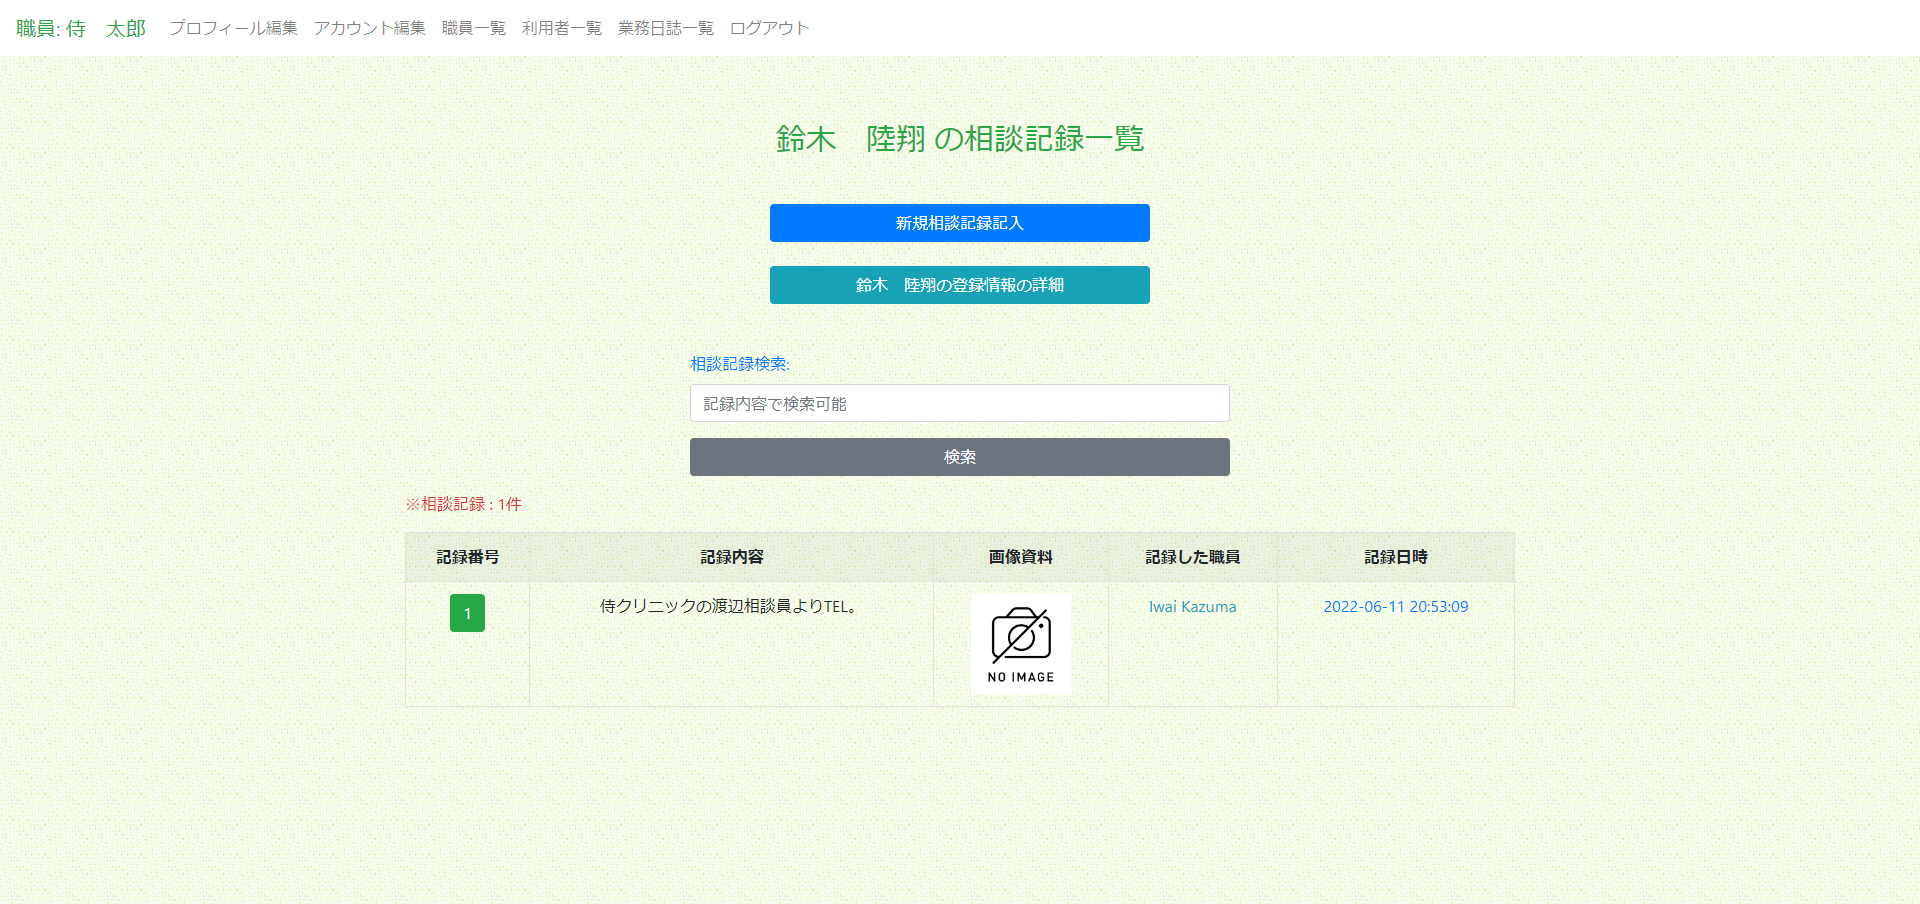 職員: 侍　太郎 プロフィール編集 アカウント編集 職員一覧 利用者一覧 業務日誌一覧 ログアウト
鈴木　陸翔 の相談記録一覧
新規相談記録記入
鈴木　陸翔の登録情報の詳細
相談記録検索:
記録内容で検索可能
検索
※相談記録 : 1件
記録番号 記録内容 画像資料 記録した職員 記録日時
1 侍クリニックの渡辺相談員よりTEL。 Iwai Kazuma 2022-06-11 20:53:09
NO IMAGE